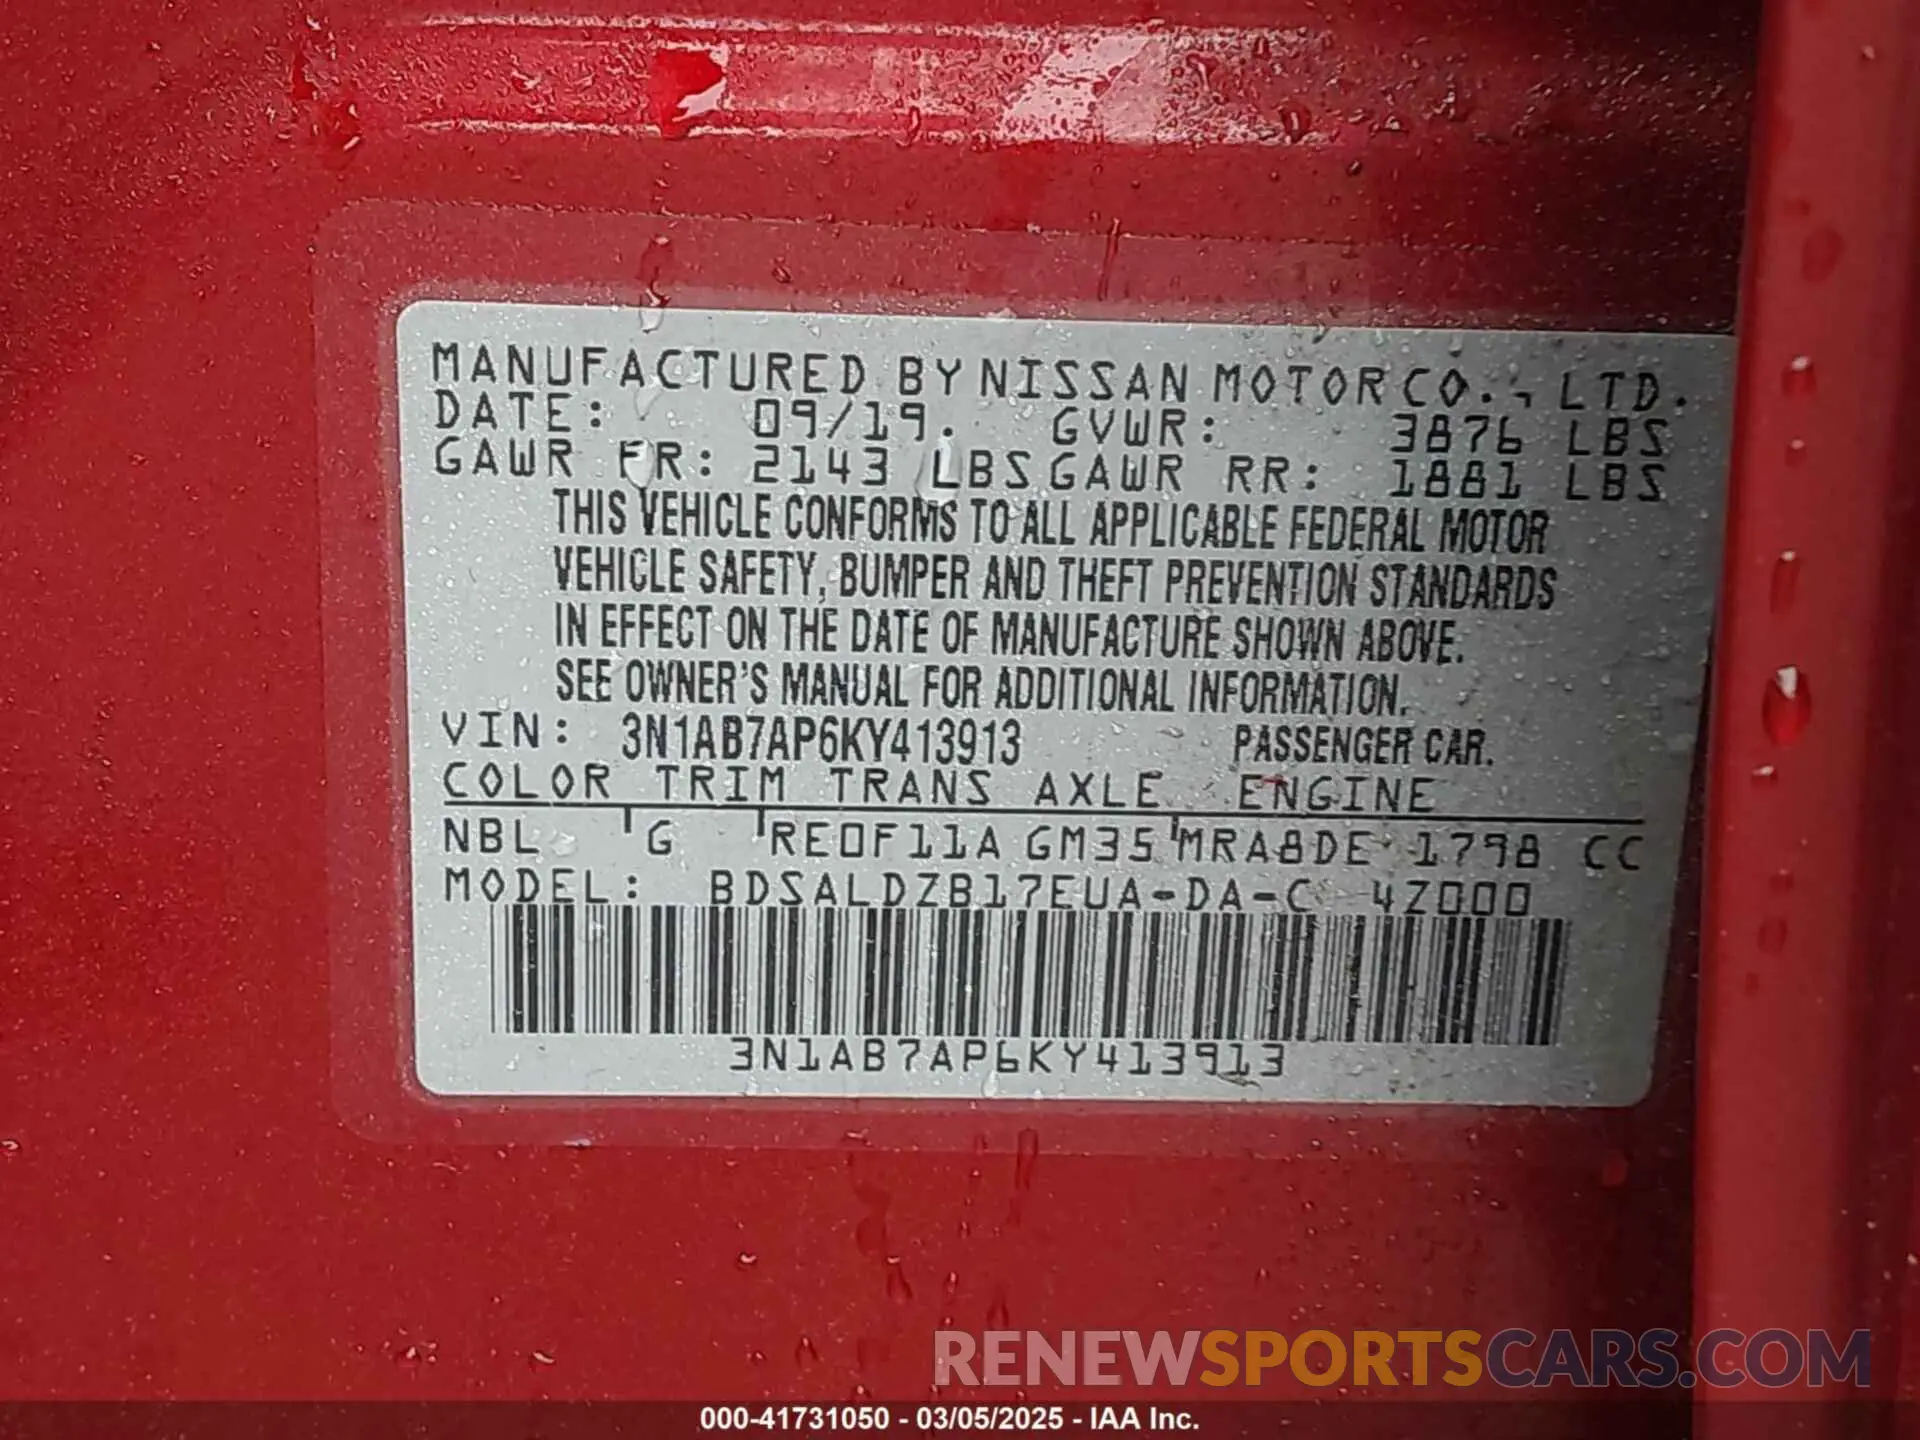 MANUFACTURED BY NISSAN MOTOR CO., LTD.
DATE: 09/19. GVWR: 3876 LBS
GAWR FR: 2143 LBS GAWR RR: 1881 LBS
THIS VEHICLE CONFORMS TO ALL APPLICABLE FEDERAL MOTOR
VEHICLE SAFETY, BUMPER AND THEFT PREVENTION STANDARDS
IN EFFECT ON THE DATE OF MANUFACTURE SHOWN ABOVE.
SEE OWNER'S MANUAL FOR ADDITIONAL INFORMATION.
VIN: 3N1AB7AP6KY413913 PASSENGER CAR.
COLOR TRIM TRANS AXLE ENGINE
NBL G RE0F11A GM35 MRA8DE 1798 CC
MODEL: BDSALDZB17EUA-DA-C 4Z000
3N1AB7AP6KY413913
RENEWSPORTSCARS.COM
000-41731050 - 03/05/2025 - IAA Inc.